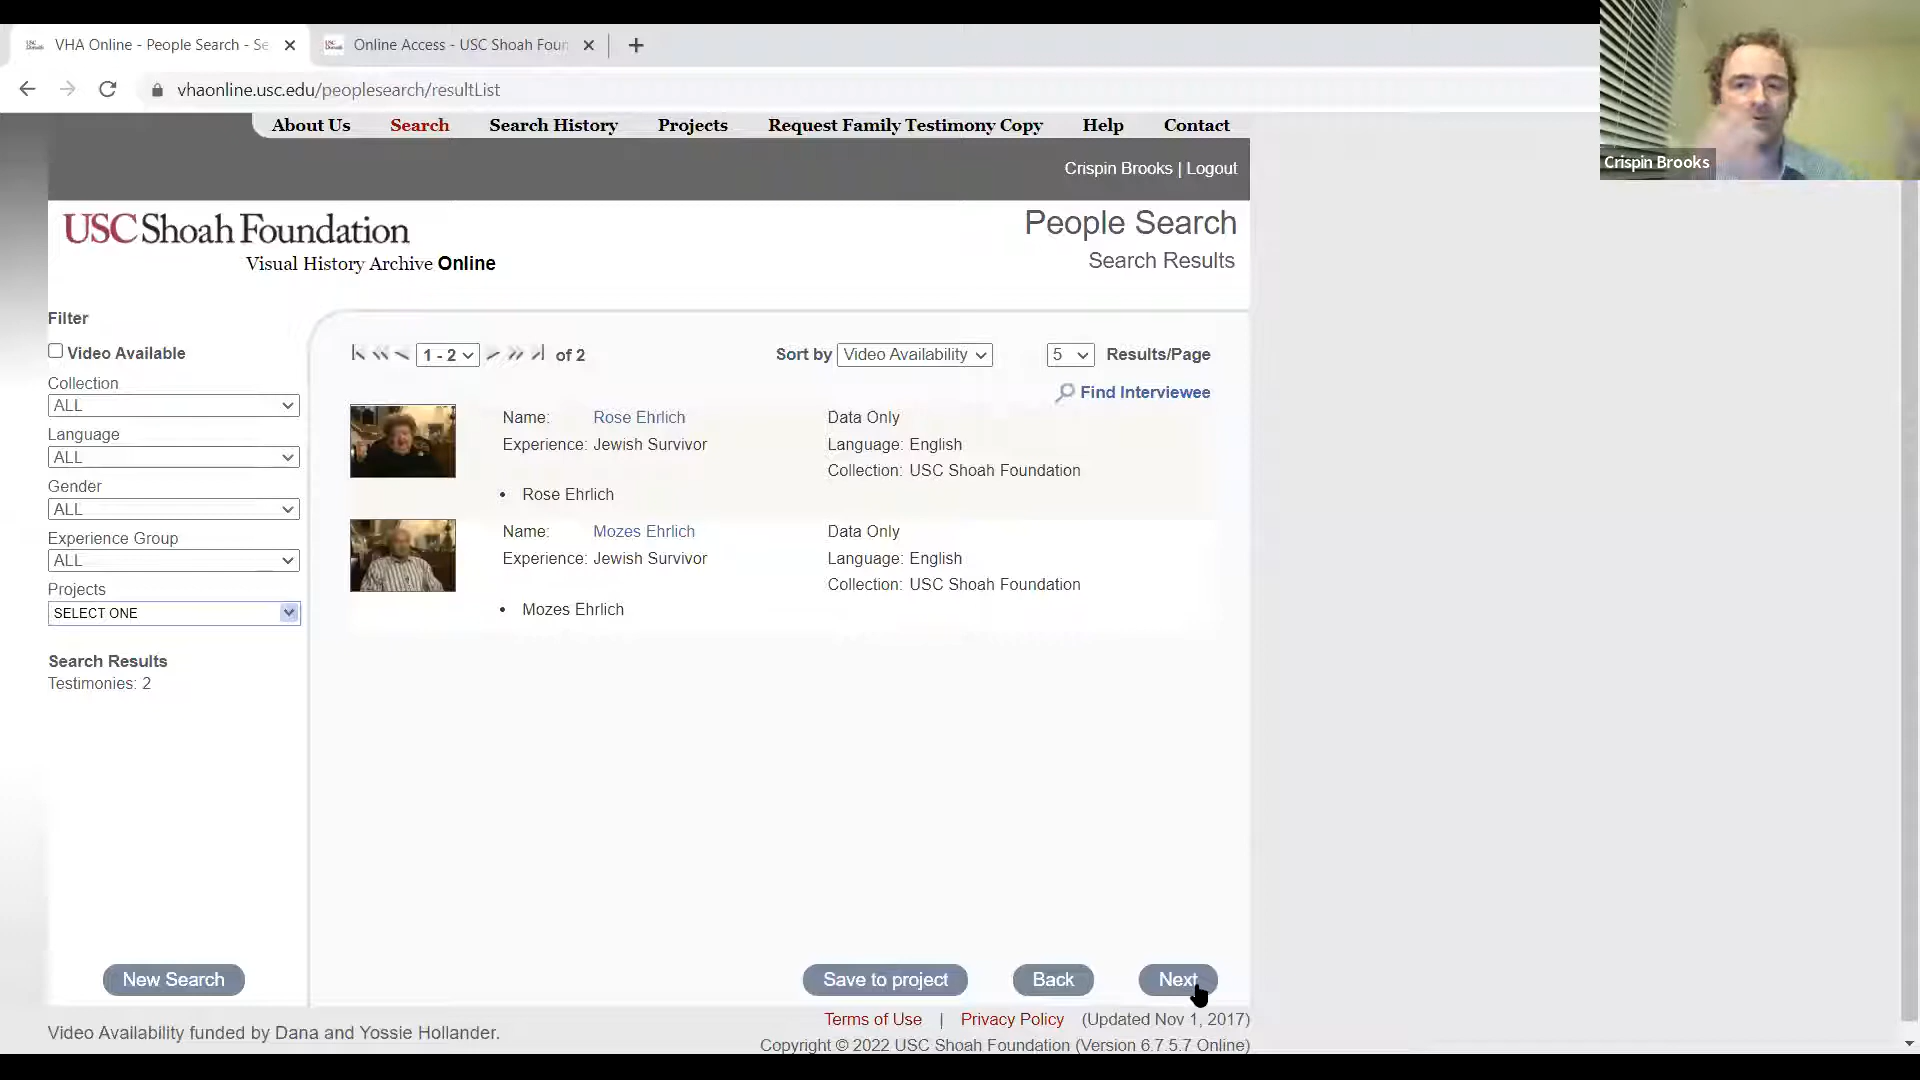 VHA Online - People Search - Se
Online Access - USC Shoah Foun
vhaonline.usc.edu/peoplesearch/resultList
About Us
Search
Search History
Projects
Request Family Testimony Copy
Help
Contact
Crispin Brooks | Logout
Crispin Brooks
USC Shoah Foundation
Visual History Archive Online
People Search
Search Results
Filter
Video Available
Collection
ALL
Language
ALL
Gender
ALL
Experience Group
ALL
Projects
SELECT ONE
Search Results
Testimonies: 2
1 - 2 of 2
Sort by Video Availability
5 Results/Page
Find Interviewee
Name: Rose Ehrlich
Data Only
Experience: Jewish Survivor
Language: English
Collection: USC Shoah Foundation
• Rose Ehrlich
Name: Mozes Ehrlich
Data Only
Experience: Jewish Survivor
Language: English
Collection: USC Shoah Foundation
• Mozes Ehrlich
New Search
Save to project
Back
Next
Video Availability funded by Dana and Yossie Hollander.
Terms of Use | Privacy Policy (Updated Nov 1, 2017)
Copyright © 2022 USC Shoah Foundation (Version 6.7.5.7 Online)